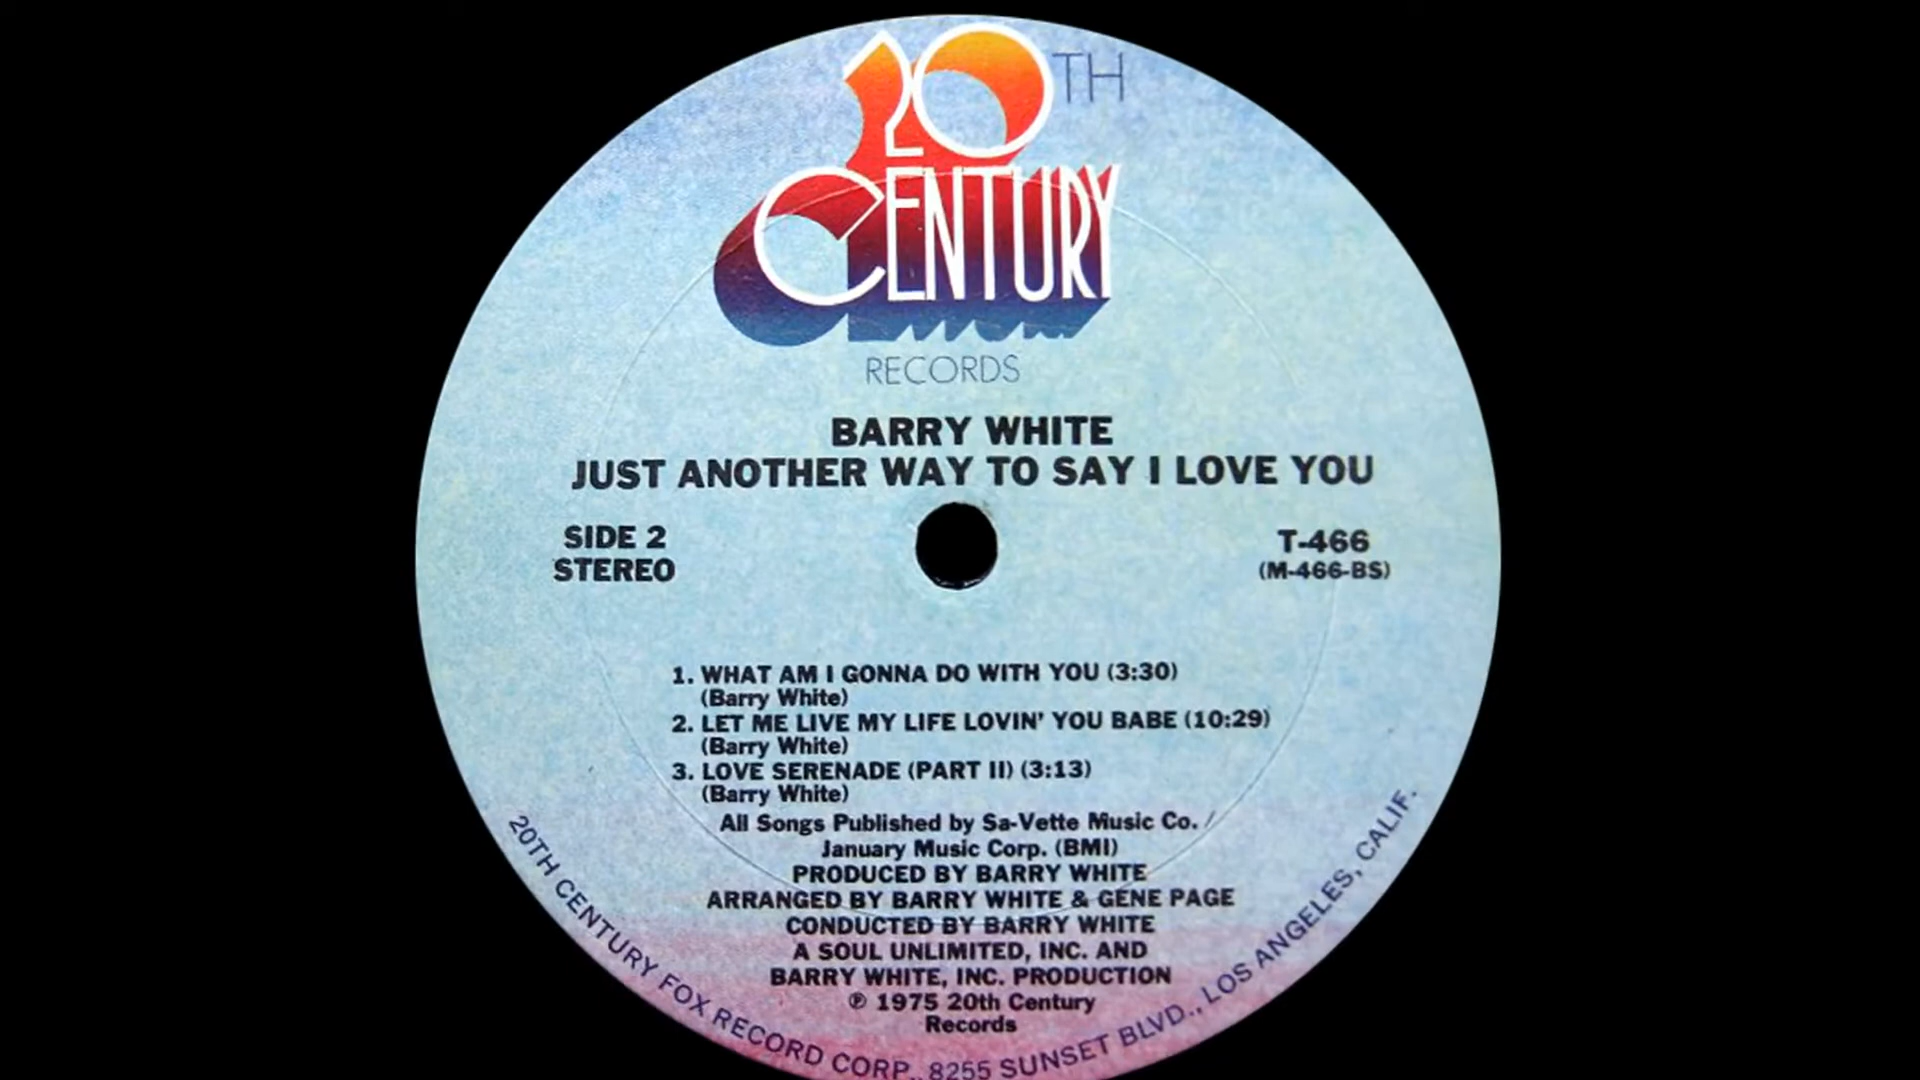 20TH
CENTURY
RECORDS
BARRY WHITE
JUST ANOTHER WAY TO SAY I LOVE YOU
SIDE 2
STEREO
T-466
(M-466-BS)
1. WHAT AM I GONNA DO WITH YOU (3:30)
(Barry White)
2. LET ME LIVE MY LIFE LOVIN' YOU BABE (10:29)
(Barry White)
3. LOVE SERENADE (PART II) (3:13)
(Barry White)
All Songs Published by Sa-Vette Music Co. /
January Music Corp. (BMI)
PRODUCED BY BARRY WHITE
ARRANGED BY BARRY WHITE & GENE PAGE
CONDUCTED BY BARRY WHITE
A SOUL UNLIMITED, INC. AND
BARRY WHITE, INC. PRODUCTION
℗ 1975 20th Century
Records
20TH CENTURY FOX RECORD CORP., 8255 SUNSET BLVD., LOS ANGELES, CALIF.